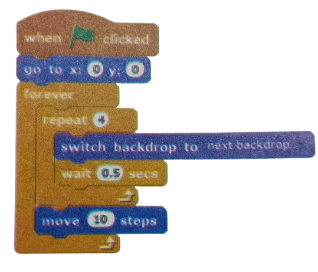 when clicked
go to x: 0 y: 0
forever
repeat 4
switch backdrop to next backdrop
wait 0.5 secs
move 10 steps